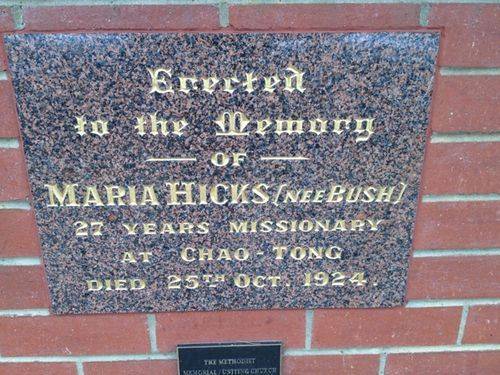 Erected
to the Memory
OF
MARIA HICKS [NEE BUSH]
27 YEARS MISSIONARY
AT CHAO-TONG
DIED 25TH OCT. 1924.
THE METHODIST
MEMORIAL / UNITING CHURCH